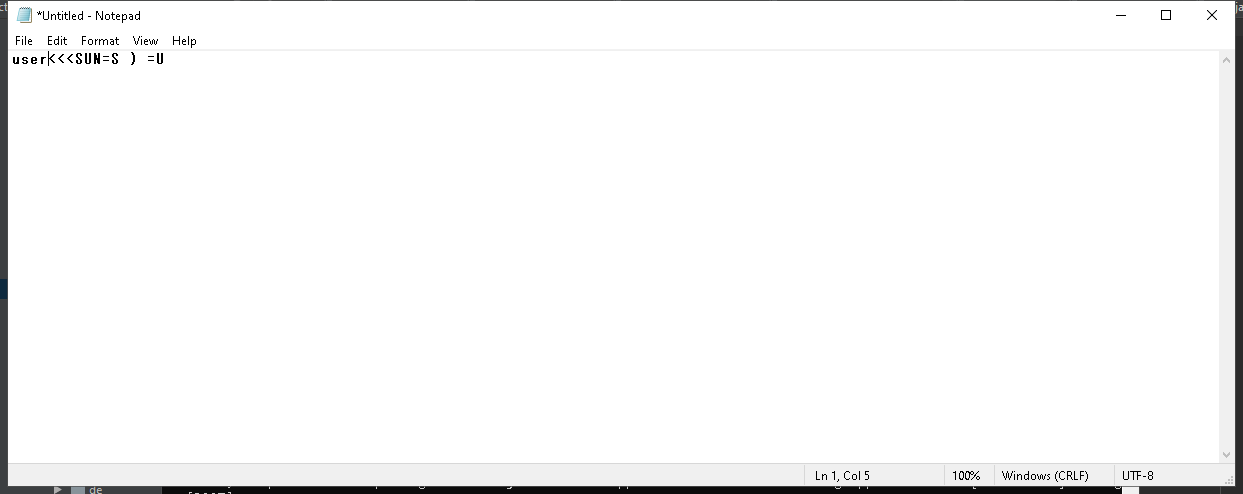 *Untitled - Notepad
File Edit Format View Help
user<<<SUN=S ) =U
Ln 1, Col 5 100% Windows (CRLF) UTF-8
de